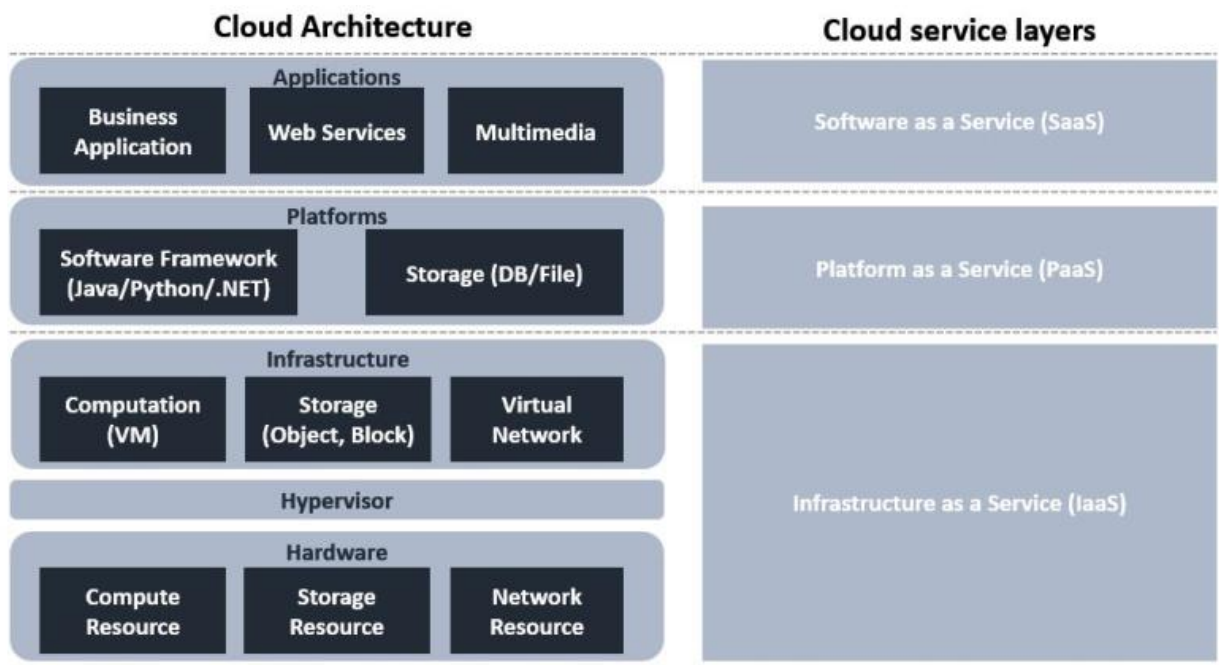 Cloud Architecture
Cloud service layers
Applications
Business
Application
Web Services
Multimedia
Software as a Service (SaaS)
Platforms
Software Framework
(Java/Python/.NET)
Storage (DB/File)
Platform as a Service (PaaS)
Infrastructure
Computation
(VM)
Storage
(Object, Block)
Virtual
Network
Hypervisor
Infrastructure as a Service (IaaS)
Hardware
Compute
Resource
Storage
Resource
Network
Resource